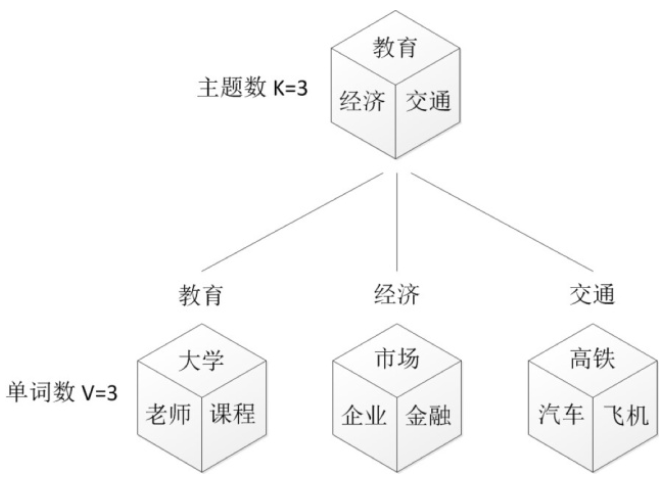 教育
主题数 K=3
经济 交通
教育 经济 交通
大学 市场 高铁
单词数 V=3
老师 课程 企业 金融 汽车 飞机